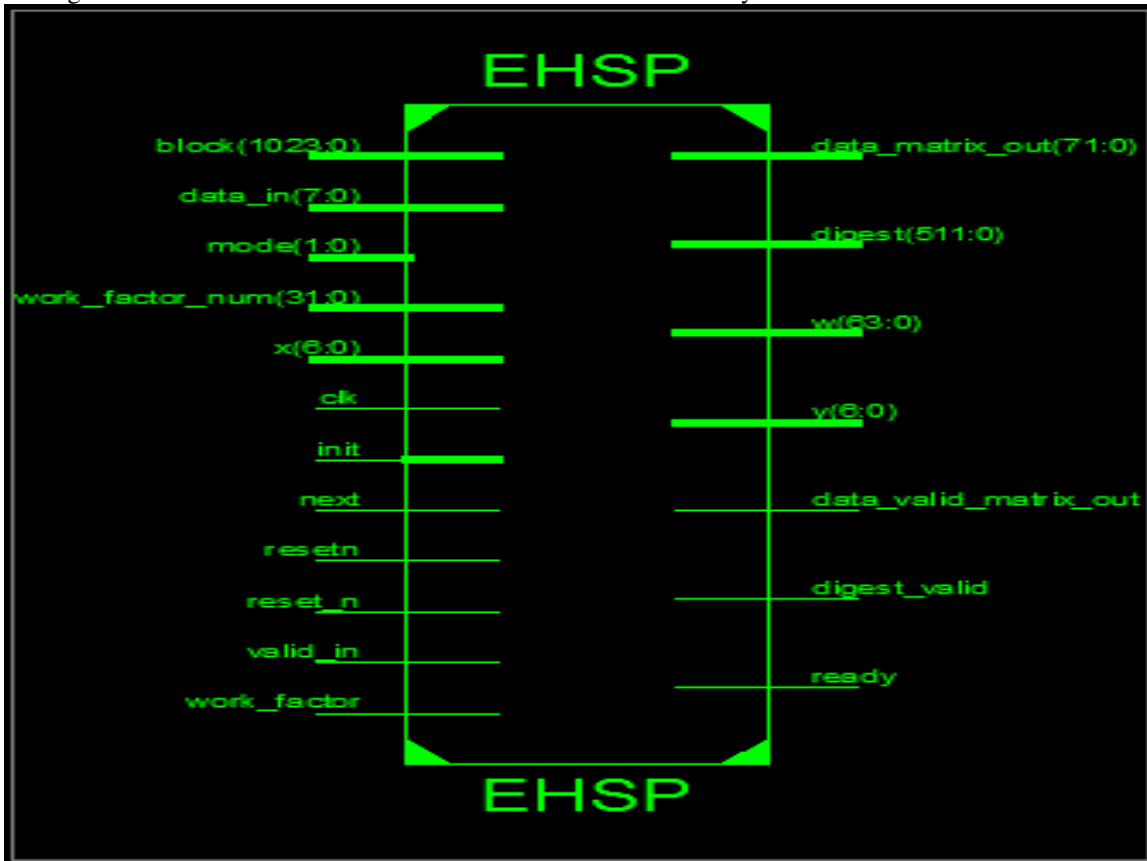 EHSP
block(1023:0)
data_in(7:0)
mode(1:0)
work_factor_num(31:0)
x(6:0)
clk
init
next
resetn
reset_n
valid_in
work_factor
data_matrix_out(71:0)
digest(511:0)
w(63:0)
y(6:0)
data_valid_matrix_out
digest_valid
ready
EHSP